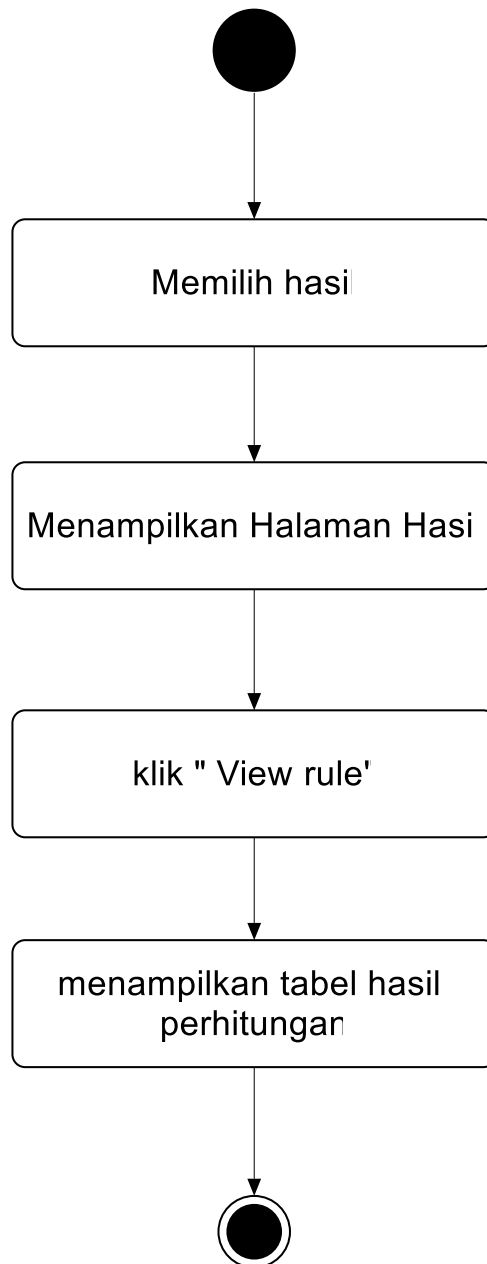 Memilih hasil
Menampilkan Halaman Hasi
klik " View rule"
menampilkan tabel hasil
perhitungan